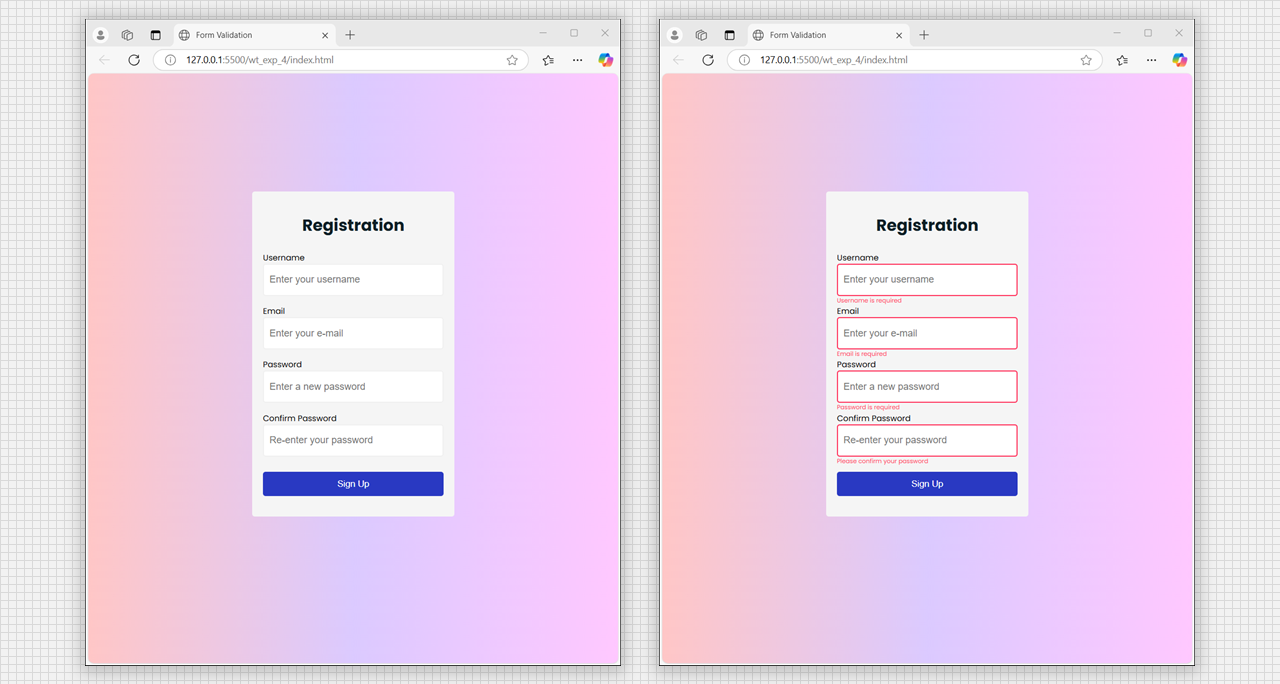 Form Validation
127.0.0.1:5500/wt_exp_4/index.html
Registration
Username
Enter your username
Email
Enter your e-mail
Password
Enter a new password
Confirm Password
Re-enter your password
Sign Up
Form Validation
127.0.0.1:5500/wt_exp_4/index.html
Registration
Username
Enter your username
Username is required
Email
Enter your e-mail
Email is required
Password
Enter a new password
Password is required
Confirm Password
Re-enter your password
Please confirm your password
Sign Up